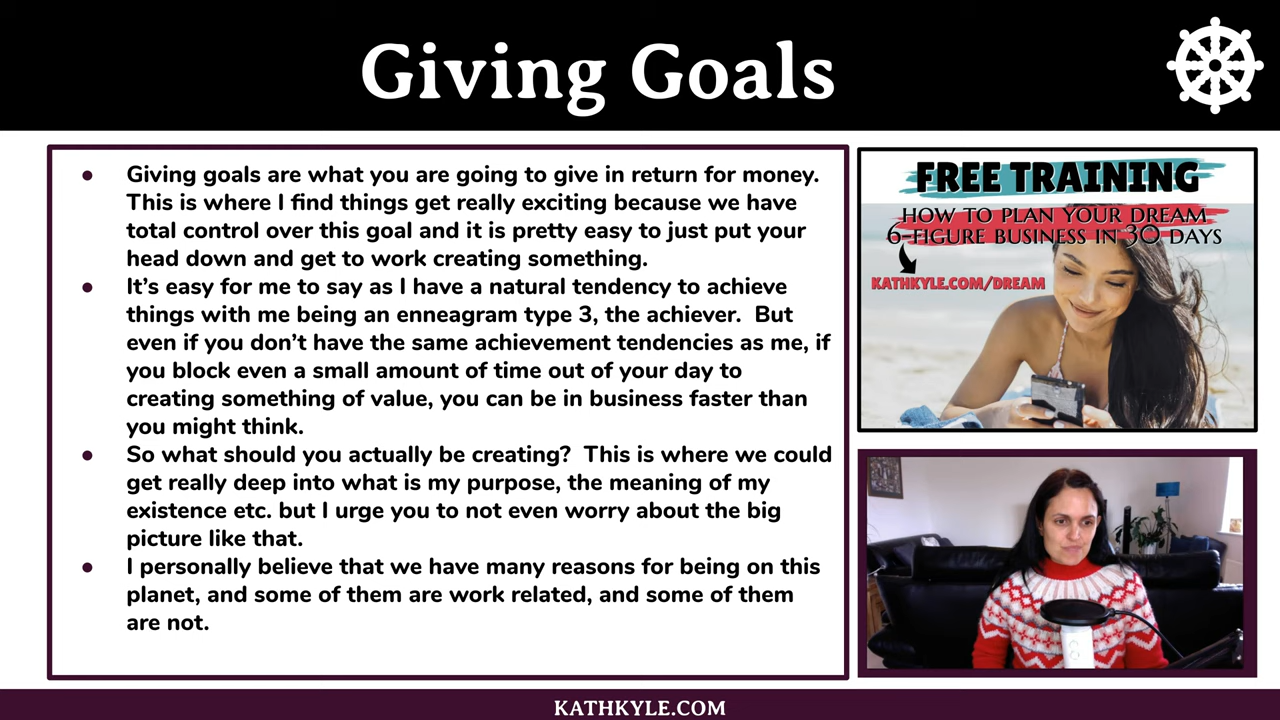 Giving Goals
● Giving goals are what you are going to give in return for money.
This is where I find things get really exciting because we have
total control over this goal and it is pretty easy to just put your
head down and get to work creating something.
● It’s easy for me to say as I have a natural tendency to achieve
things with me being an enneagram type 3, the achiever.  But
even if you don’t have the same achievement tendencies as me, if
you block even a small amount of time out of your day to
creating something of value, you can be in business faster than
you might think.
● So what should you actually be creating?  This is where we could
get really deep into what is my purpose, the meaning of my
existence etc. but I urge you to not even worry about the big
picture like that.
● I personally believe that we have many reasons for being on this
planet, and some of them are work related, and some of them
are not.
FREE TRAINING
HOW TO PLAN YOUR DREAM
6-FIGURE BUSINESS IN 30 DAYS
KATHKYLE.COM/DREAM
KATHKYLE.COM